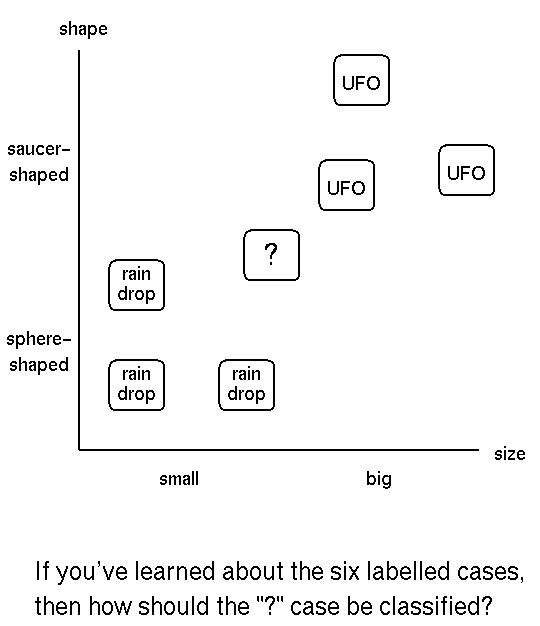 shape
UFO
saucer–
shaped
UFO
UFO
?
rain
drop
sphere–
shaped
rain
drop
rain
drop
size
small
big
If you've learned about the six labelled cases,
then how should the "?" case be classified?